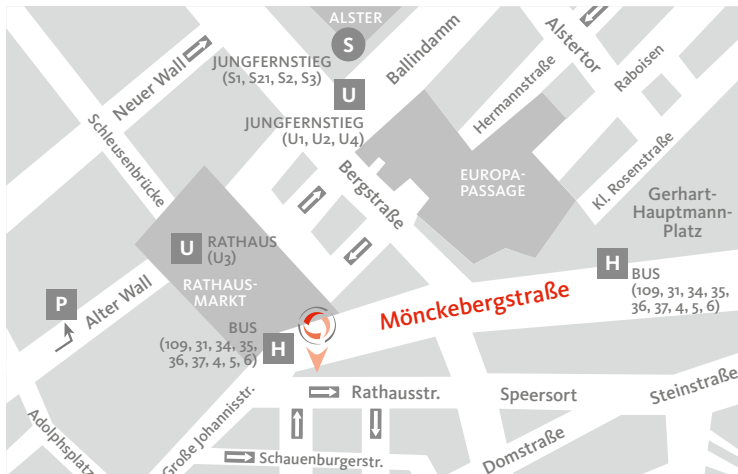 ALSTER
S
JUNGFERNSTIEG
(S1, S21, S2, S3)
U
JUNGFERNSTIEG
(U1, U2, U4)
Neuer Wall
Ballindamm
Alstertor
Raboisen
Hermannstraße
Schleusenbrücke
Bergstraße
EUROPA-
PASSAGE
Kl. Rosenstraße
Gerhart-
Hauptmann-
Platz
U
RATHAUS
(U3)
RATHAUS-
MARKT
H
BUS
(109, 31, 34, 35,
36, 37, 4, 5, 6)
P
Alter Wall
Mönckebergstraße
BUS
(109, 31, 34, 35,
36, 37, 4, 5, 6)
H
Rathausstr.
Speersort
Steinstraße
Adolphsplatz
Große Johannisstr.
Schauenburgerstr.
Domstraße